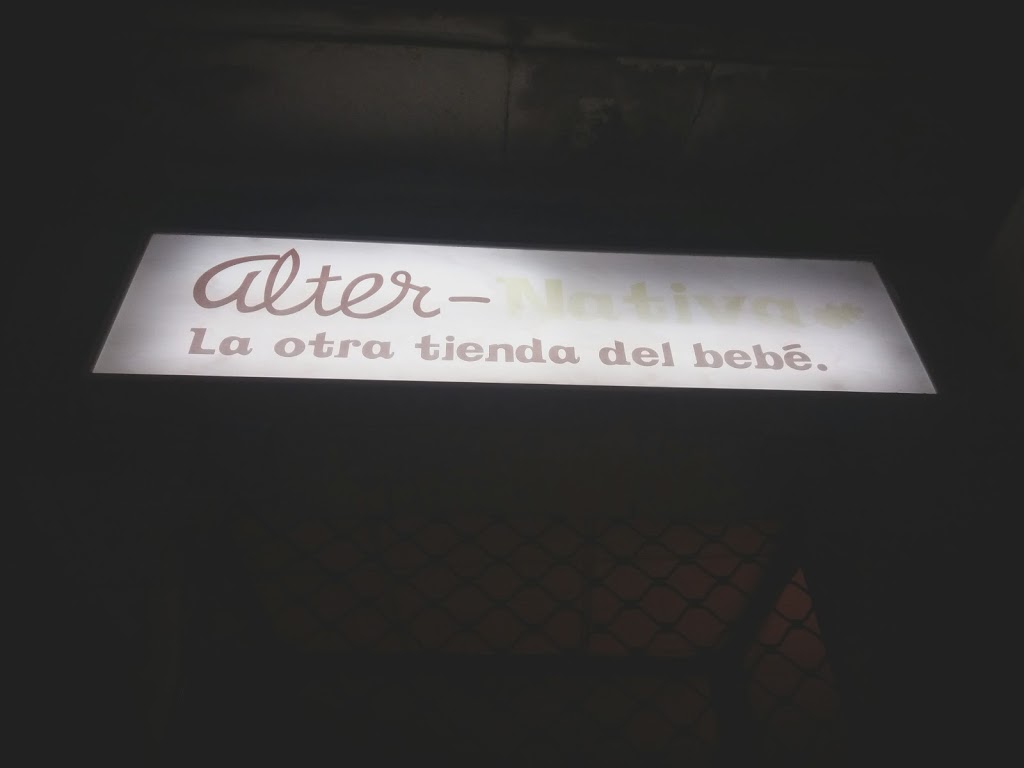 alter-Nativa
La otra tienda del bebé.